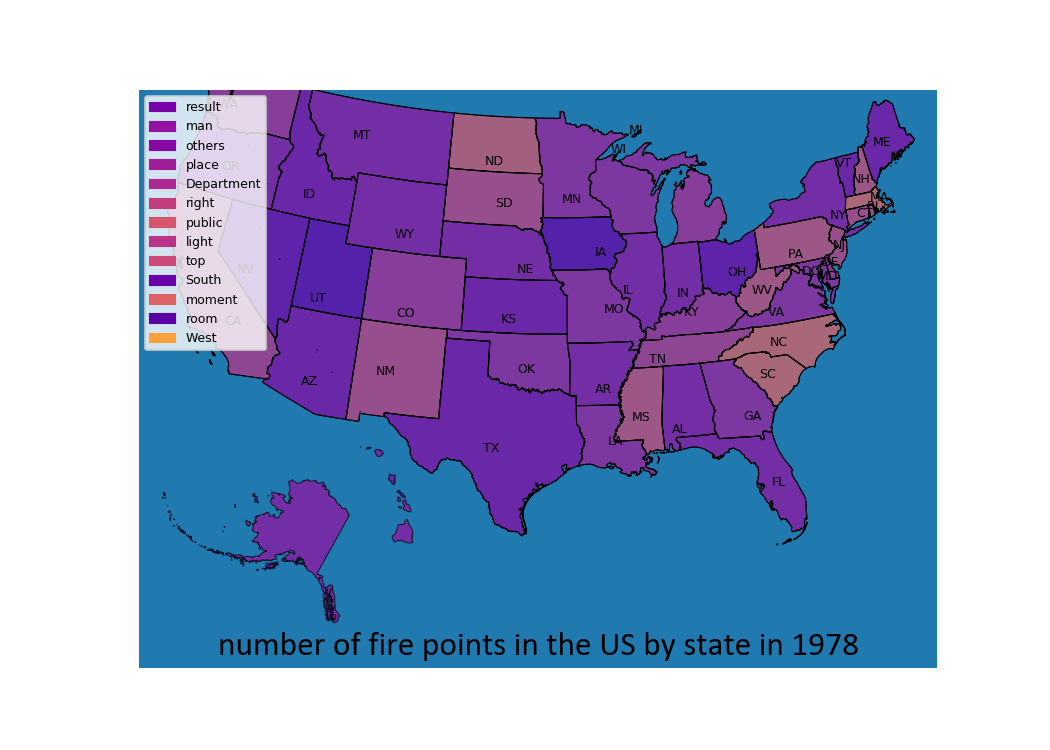 result
man
others
place
Department
right
public
light
top
South
moment
room
West
WA
OR
NV
CA
MT
ID
WY
UT
CO
AZ
NM
ND
SD
NE
KS
OK
TX
MN
IA
MO
AR
LA
WI
MI
IL
IN
OH
KY
TN
MS
AL
GA
FL
SC
NC
VA
WV
PA
NY
VT
NH
ME
MA
CT
NJ
DE
MD
DC
number of fire points in the US by state in 1978